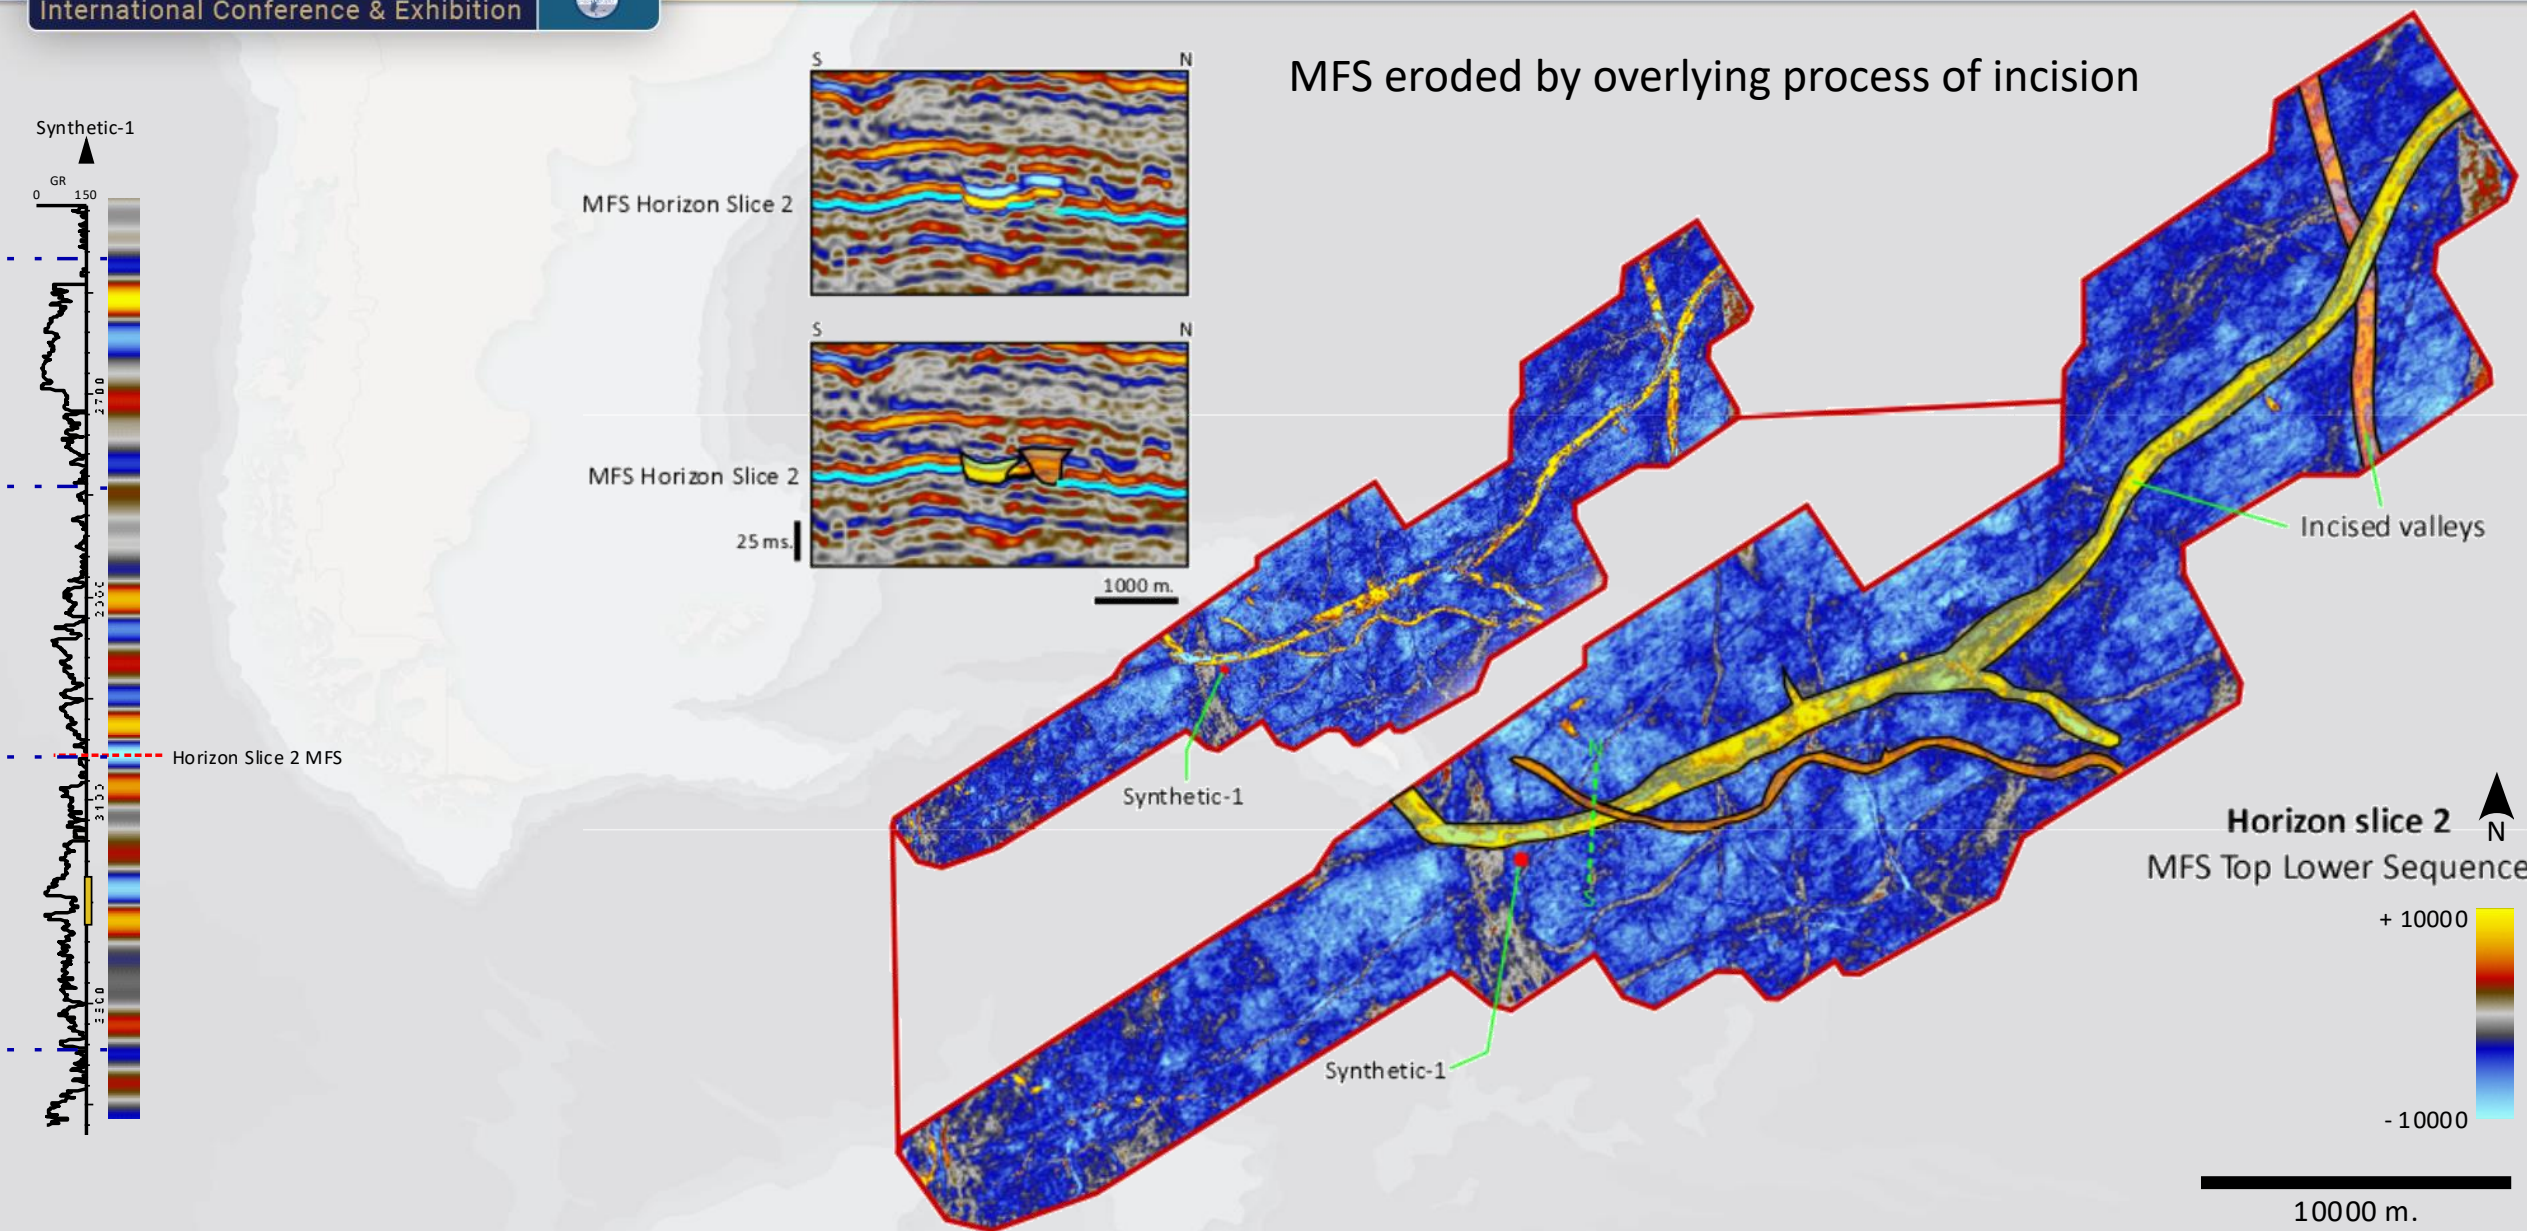 International Conference & Exhibition
MFS eroded by overlying process of incision
Synthetic-1
GR
0 150
2700
3100
Horizon Slice 2 MFS
S N
MFS Horizon Slice 2
S N
MFS Horizon Slice 2
25 ms.
1000 m.
Synthetic-1
Incised valleys
N
S
Synthetic-1
Horizon slice 2
N
MFS Top Lower Sequence
+ 10000
- 10000
10000 m.